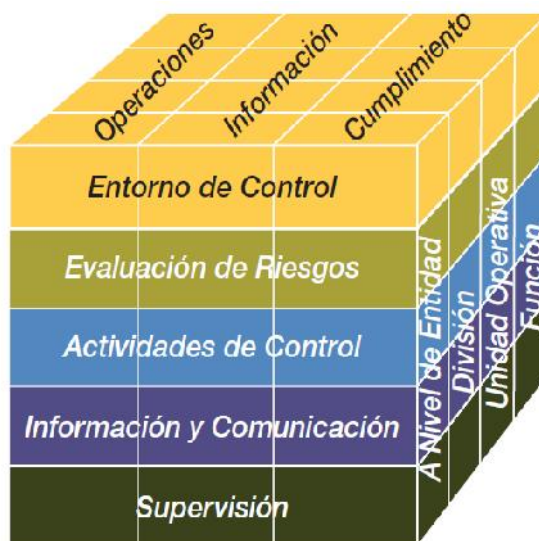 Operaciones
Información
Cumplimiento
Entorno de Control
Evaluación de Riesgos
Actividades de Control
Información y Comunicación
Supervisión
A Nivel de Entidad
División
Unidad Operativa
Función